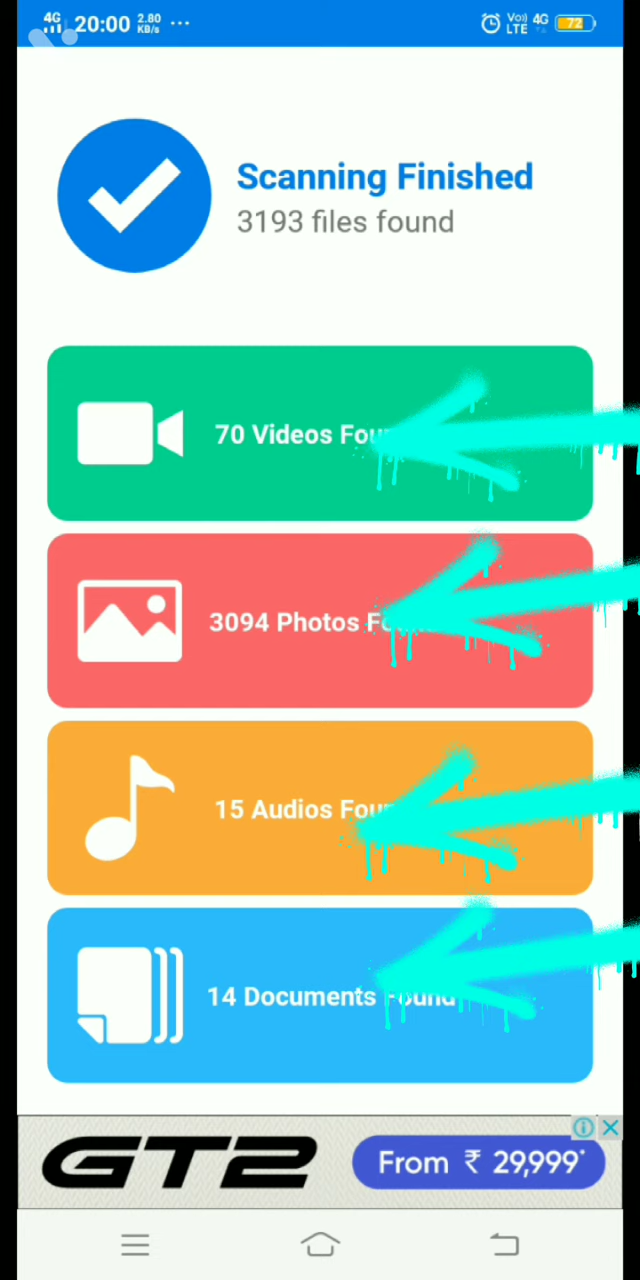 4G 20:00 2.80 KB/s ... Vo)) LTE 4G 72
Scanning Finished
3193 files found
70 Videos
3094 Photos
15 Audios
14 Documents Found
GT2 From ₹ 29,999*